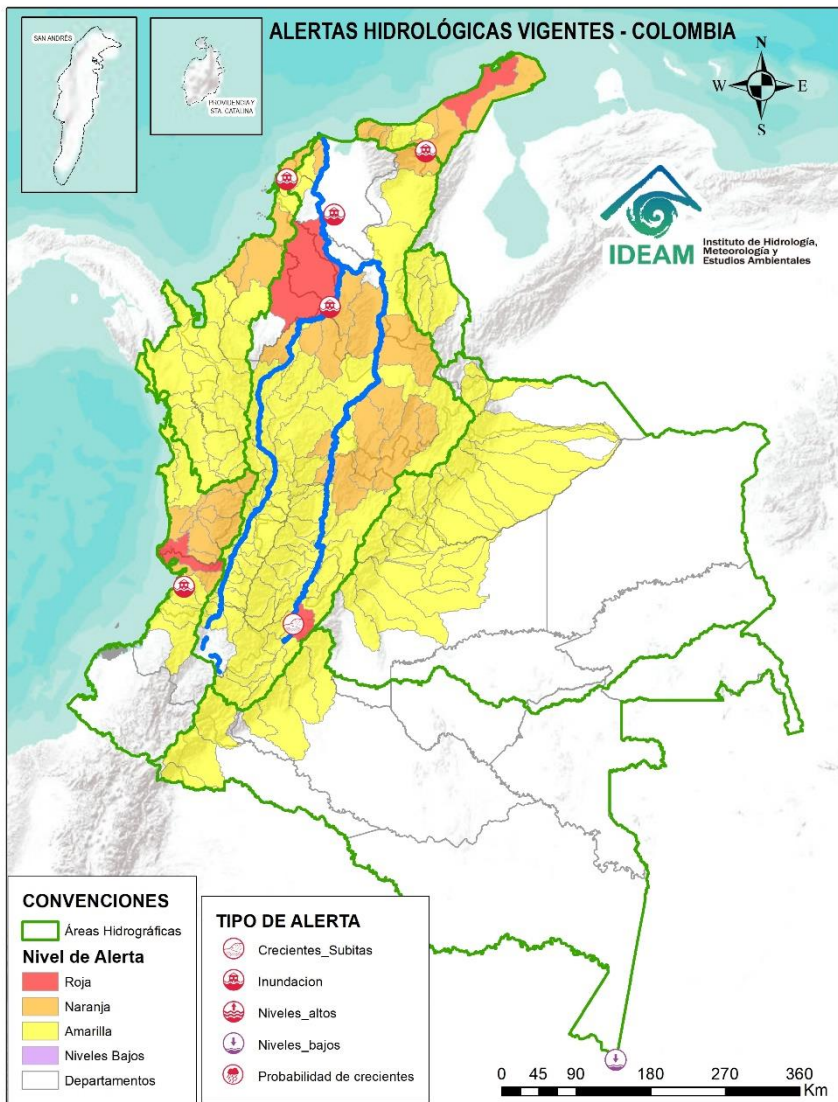 ALERTAS HIDROLÓGICAS VIGENTES - COLOMBIA
SAN ANDRÉS
PROVIDENCIA Y
STA. CATALINA
N
W E
S
IDEAM
Instituto de Hidrología,
Meteorología y
Estudios Ambientales
CONVENCIONES
Áreas Hidrográficas
Nivel de Alerta
Roja
Naranja
Amarilla
Niveles Bajos
Departamentos
TIPO DE ALERTA
Crecientes_Subitas
Inundacion
Niveles_altos
Niveles_bajos
Probabilidad de crecientes
0 45 90 180 270 360
Km